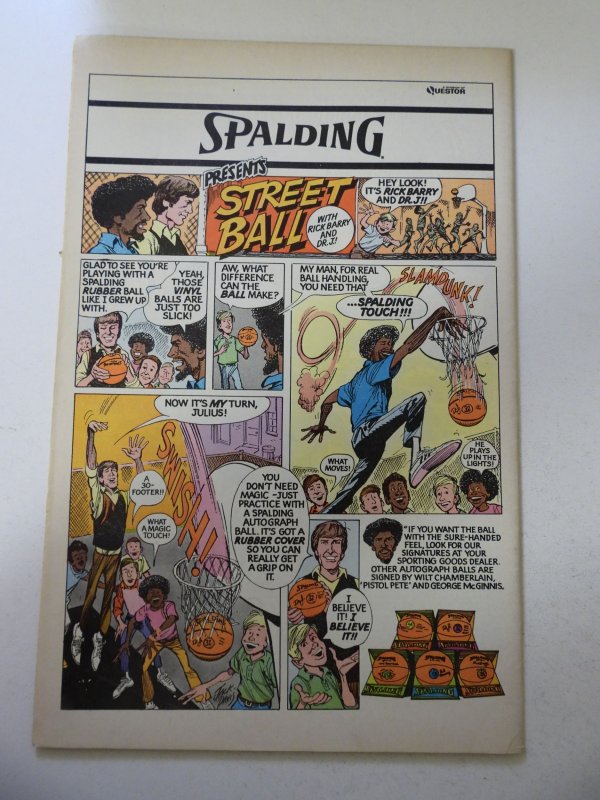 QUESTOR
SPALDING
PRESENTS
STREET
BALL
WITH
RICK BARRY
AND
DR. J!
HEY LOOK!
IT'S RICK BARRY
AND DR. J!!
GLAD TO SEE YOU'RE
PLAYING WITH A
SPALDING
RUBBER BALL
LIKE I GREW UP
WITH.
YEAH,
THOSE
VINYL
BALLS ARE
JUST TOO
SLICK!
AW, WHAT
DIFFERENCE
CAN THE
BALL MAKE?
MY MAN, FOR REAL
BALL HANDLING,
YOU NEED THAT
...SPALDING
TOUCH!!!
SLAMDUNK!
WHAT
MOVES!
HE
PLAYS
UP IN THE
LIGHTS!
NOW IT'S MY TURN,
JULIUS!
A
30-
FOOTER!!
WHAT
A MAGIC
TOUCH!
SWISH!!
YOU
DON'T NEED
MAGIC - JUST
PRACTICE WITH
A SPALDING
AUTOGRAPH
BALL. IT'S GOT A
RUBBER COVER
SO YOU CAN
REALLY GET
A GRIP ON
IT.
I
BELIEVE
IT! I
BELIEVE
IT!!
"IF YOU WANT THE BALL
WITH THE SURE-HANDED
FEEL, LOOK FOR OUR
SIGNATURES AT YOUR
SPORTING GOODS DEALER.
OTHER AUTOGRAPH BALLS ARE
SIGNED BY WILT CHAMBERLAIN,
'PISTOL PETE' AND GEORGE McGINNIS.
SPALDING